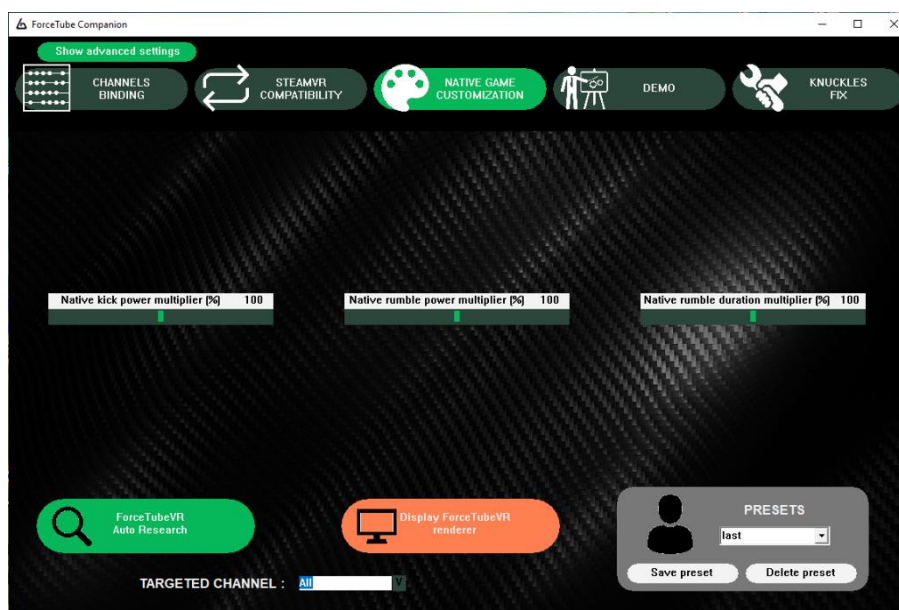 ForceTube Companion
Show advanced settings
CHANNELS
BINDING
STEAMVR
COMPATIBILITY
NATIVE GAME
CUSTOMIZATION
DEMO
KNUCKLES
FIX
Native kick power multiplier (%) 100
Native rumble power multiplier (%) 100
Native rumble duration multiplier (%) 100
ForceTubeVR
Auto Research
Display ForceTubeVR
renderer
PRESETS
last
Save preset
Delete preset
TARGETED CHANNEL :
All
V